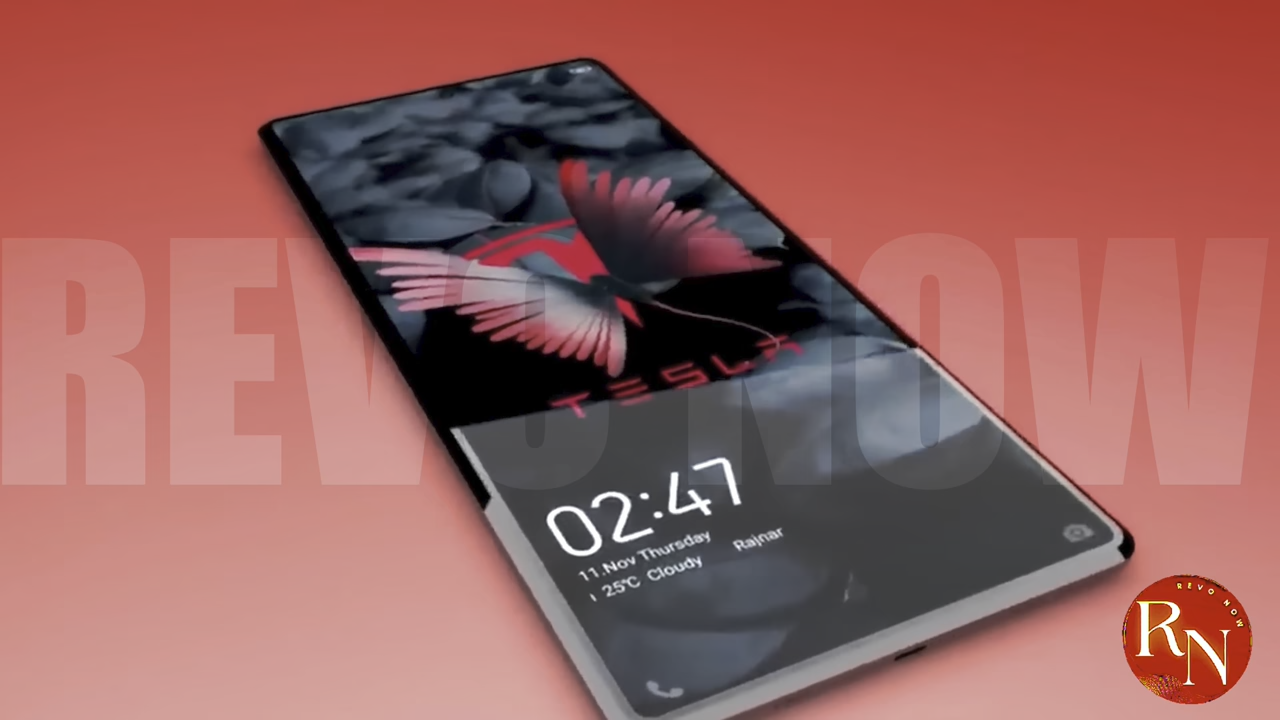 REVO NOW
TESLA
02:47
11.Nov Thursday Rajnar
25°C Cloudy
REVO NOW
RN